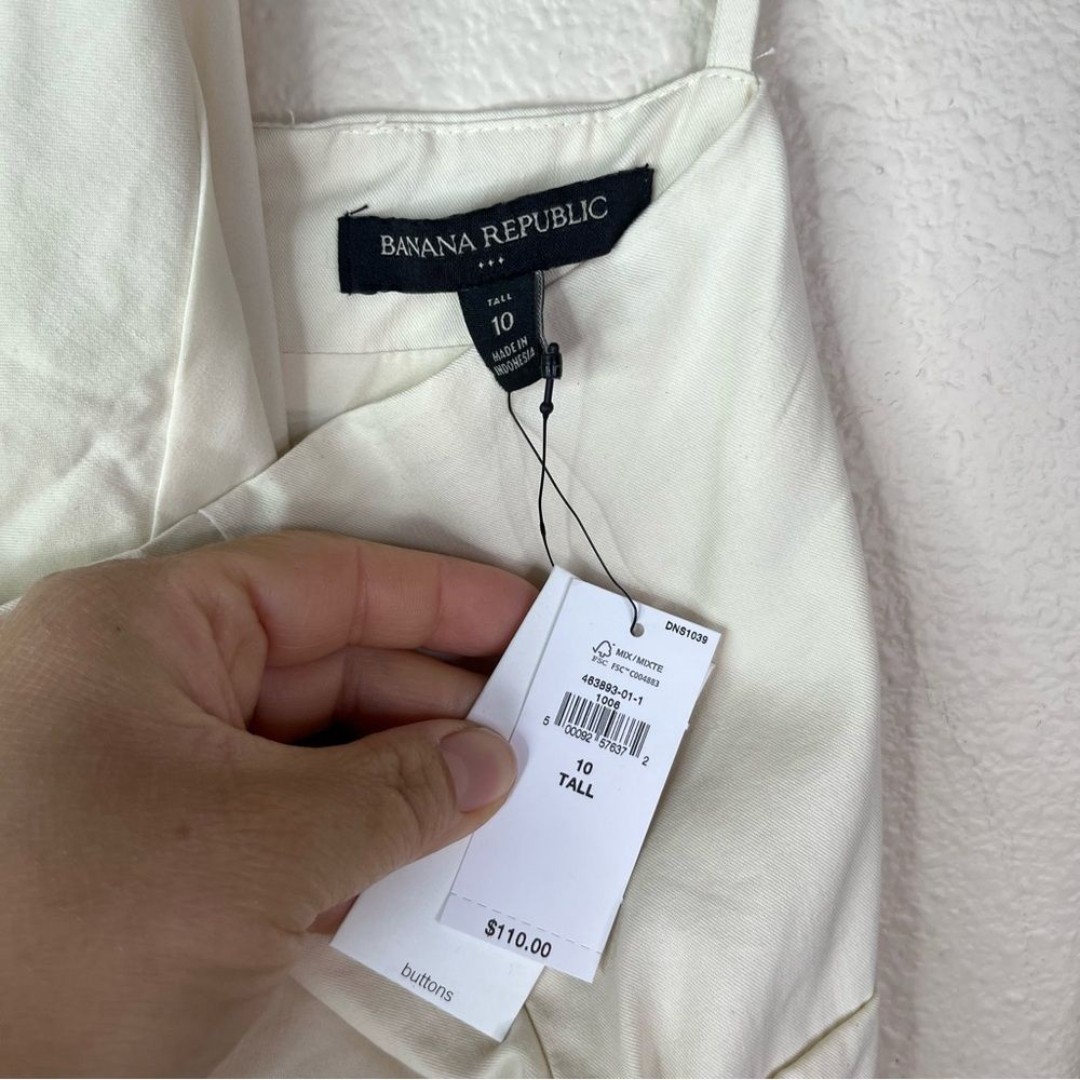 BANANA REPUBLIC
TALL
10
MADE IN
INDONESIA
DNS1039
MIX/MIXTE
FSC FSC™ C004883
463893-01-1
1006
5 00092 57637 2
10
TALL
$110.00
buttons